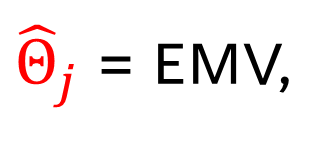 Θ̂ⱼ = EMV,